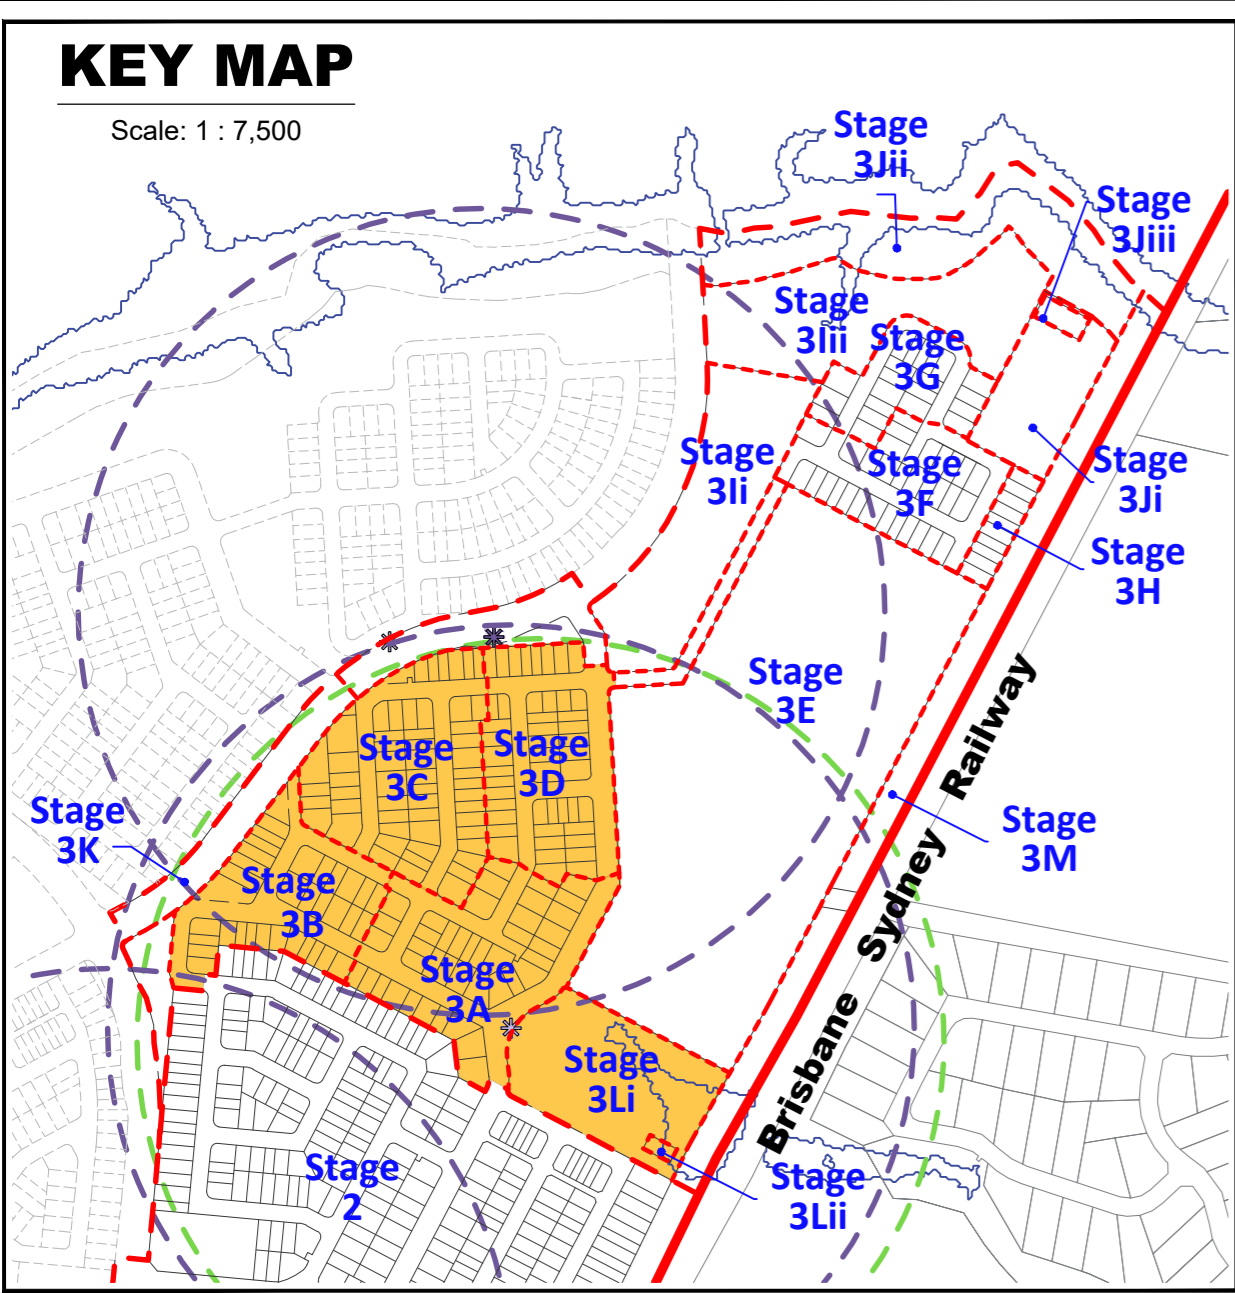 KEY MAP
Scale: 1 : 7,500
Stage
3Jii
Stage
3Jiii
Stage
3Iii
Stage
3G
Stage
3Ii
Stage
3F
Stage
3Ji
Stage
3H
Stage
3E
Stage
3C
Stage
3D
Stage
3K
Stage
3M
Stage
3B
Stage
3A
Stage
3Li
Stage
3Lii
Stage
2
Brisbane Sydney Railway